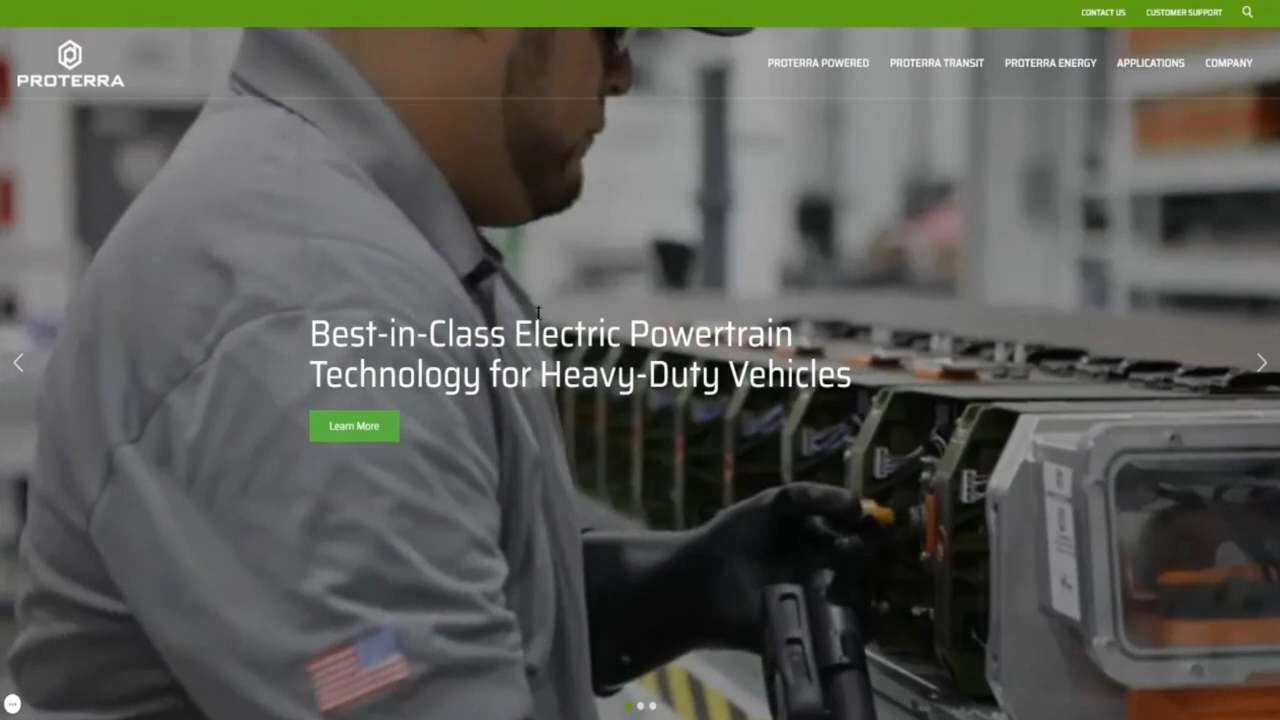 CONTACT US
CUSTOMER SUPPORT
PROTERRA
PROTERRA POWERED
PROTERRA TRANSIT
PROTERRA ENERGY
APPLICATIONS
COMPANY
Best-in-Class Electric Powertrain
Technology for Heavy-Duty Vehicles
Learn More